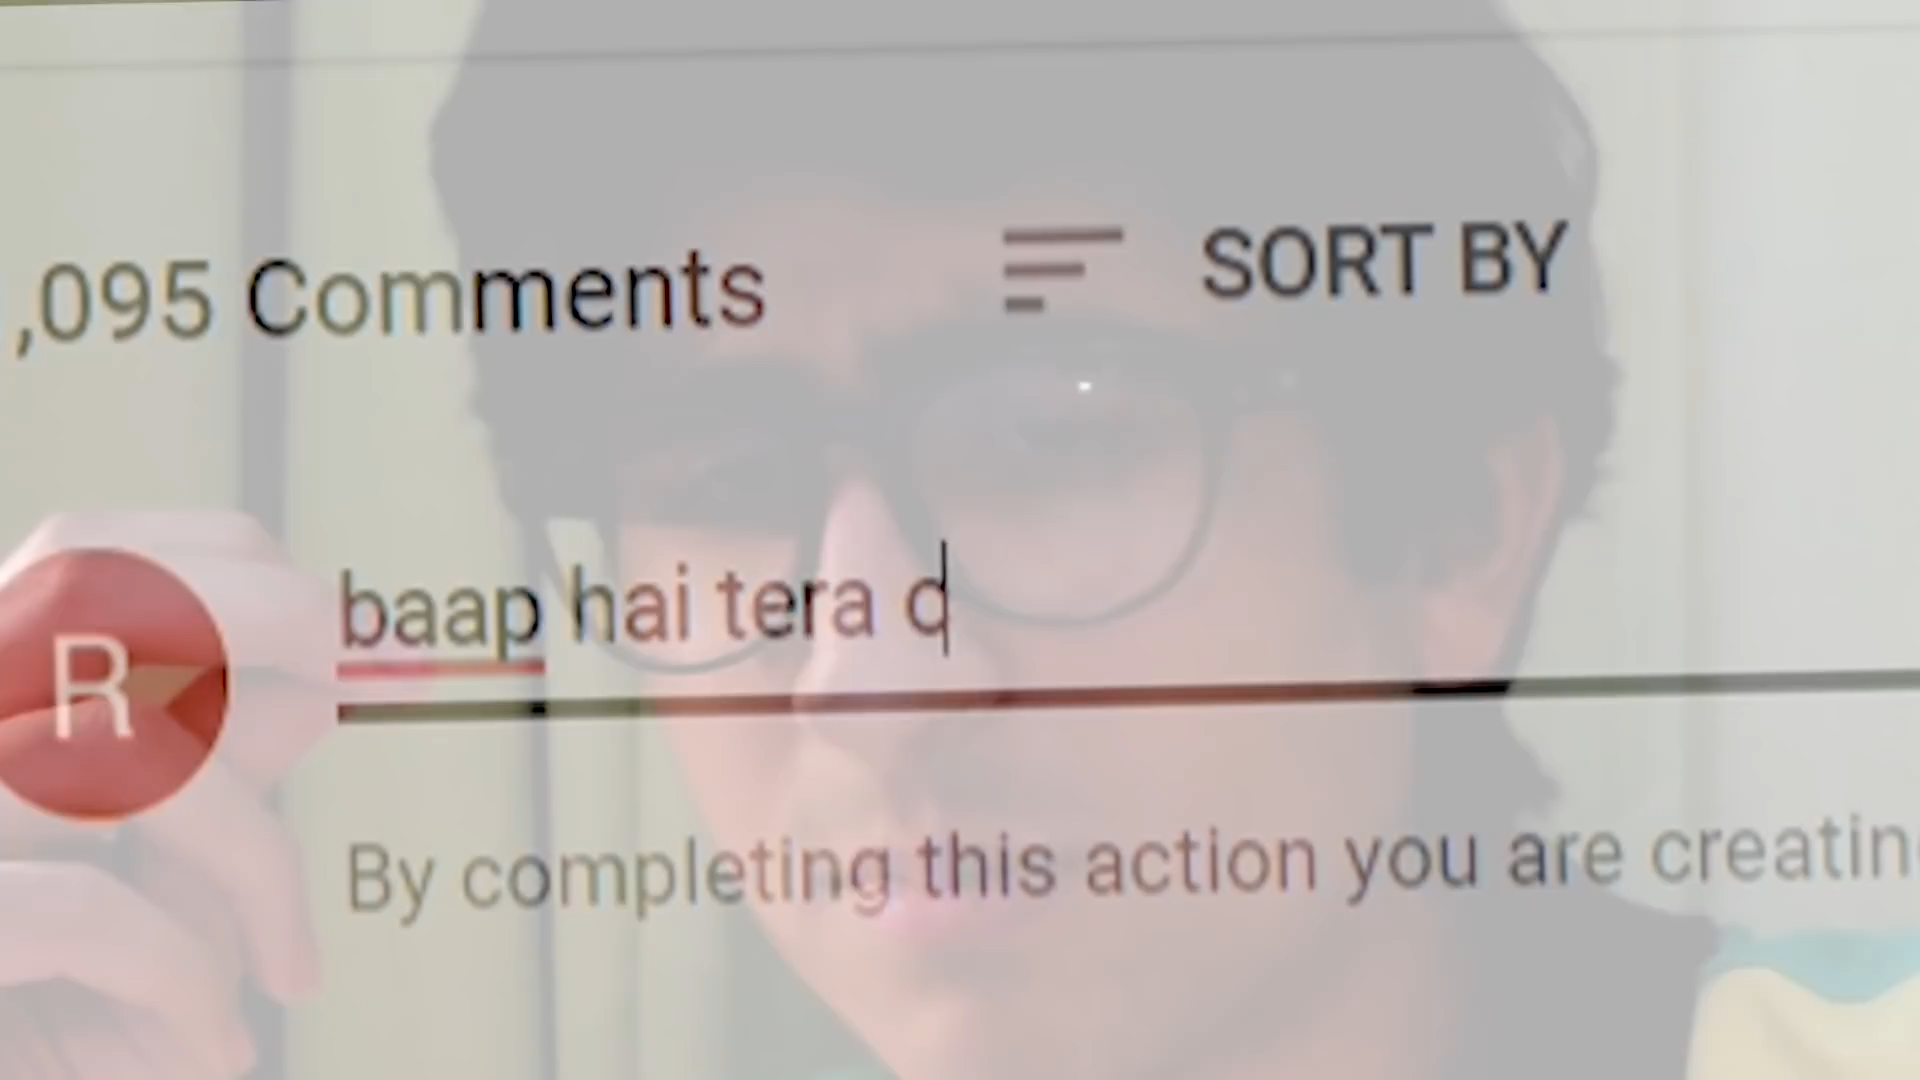 ,095 Comments
SORT BY
R
baap hai tera
By completing this action you are creatin